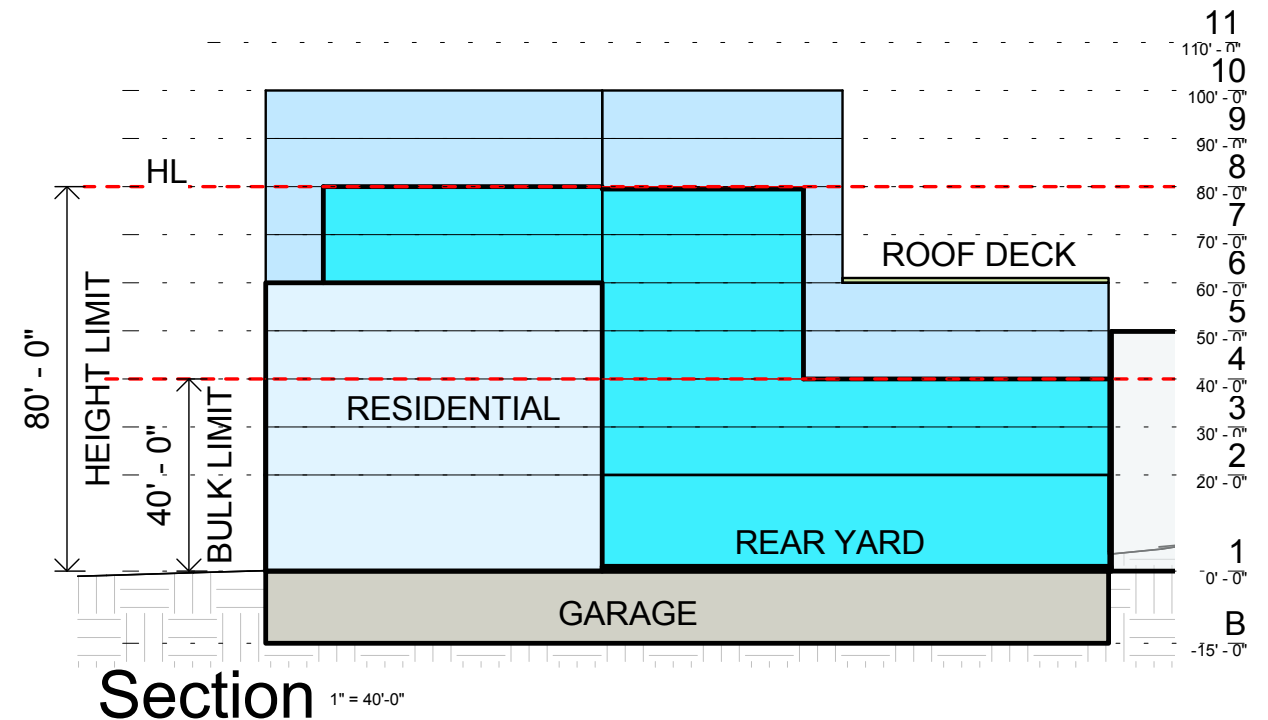 11
110' - 0"
10
100' - 0"
9
90' - 0"
HL
8
80' - 0"
7
70' - 0"
ROOF DECK
6
60' - 0"
5
50' - 0"
80' - 0"
HEIGHT LIMIT
4
40' - 0"
40' - 0"
BULK LIMIT
RESIDENTIAL
3
30' - 0"
2
20' - 0"
REAR YARD
1
0' - 0"
GARAGE
B
-15' - 0"
Section 1" = 40'-0"